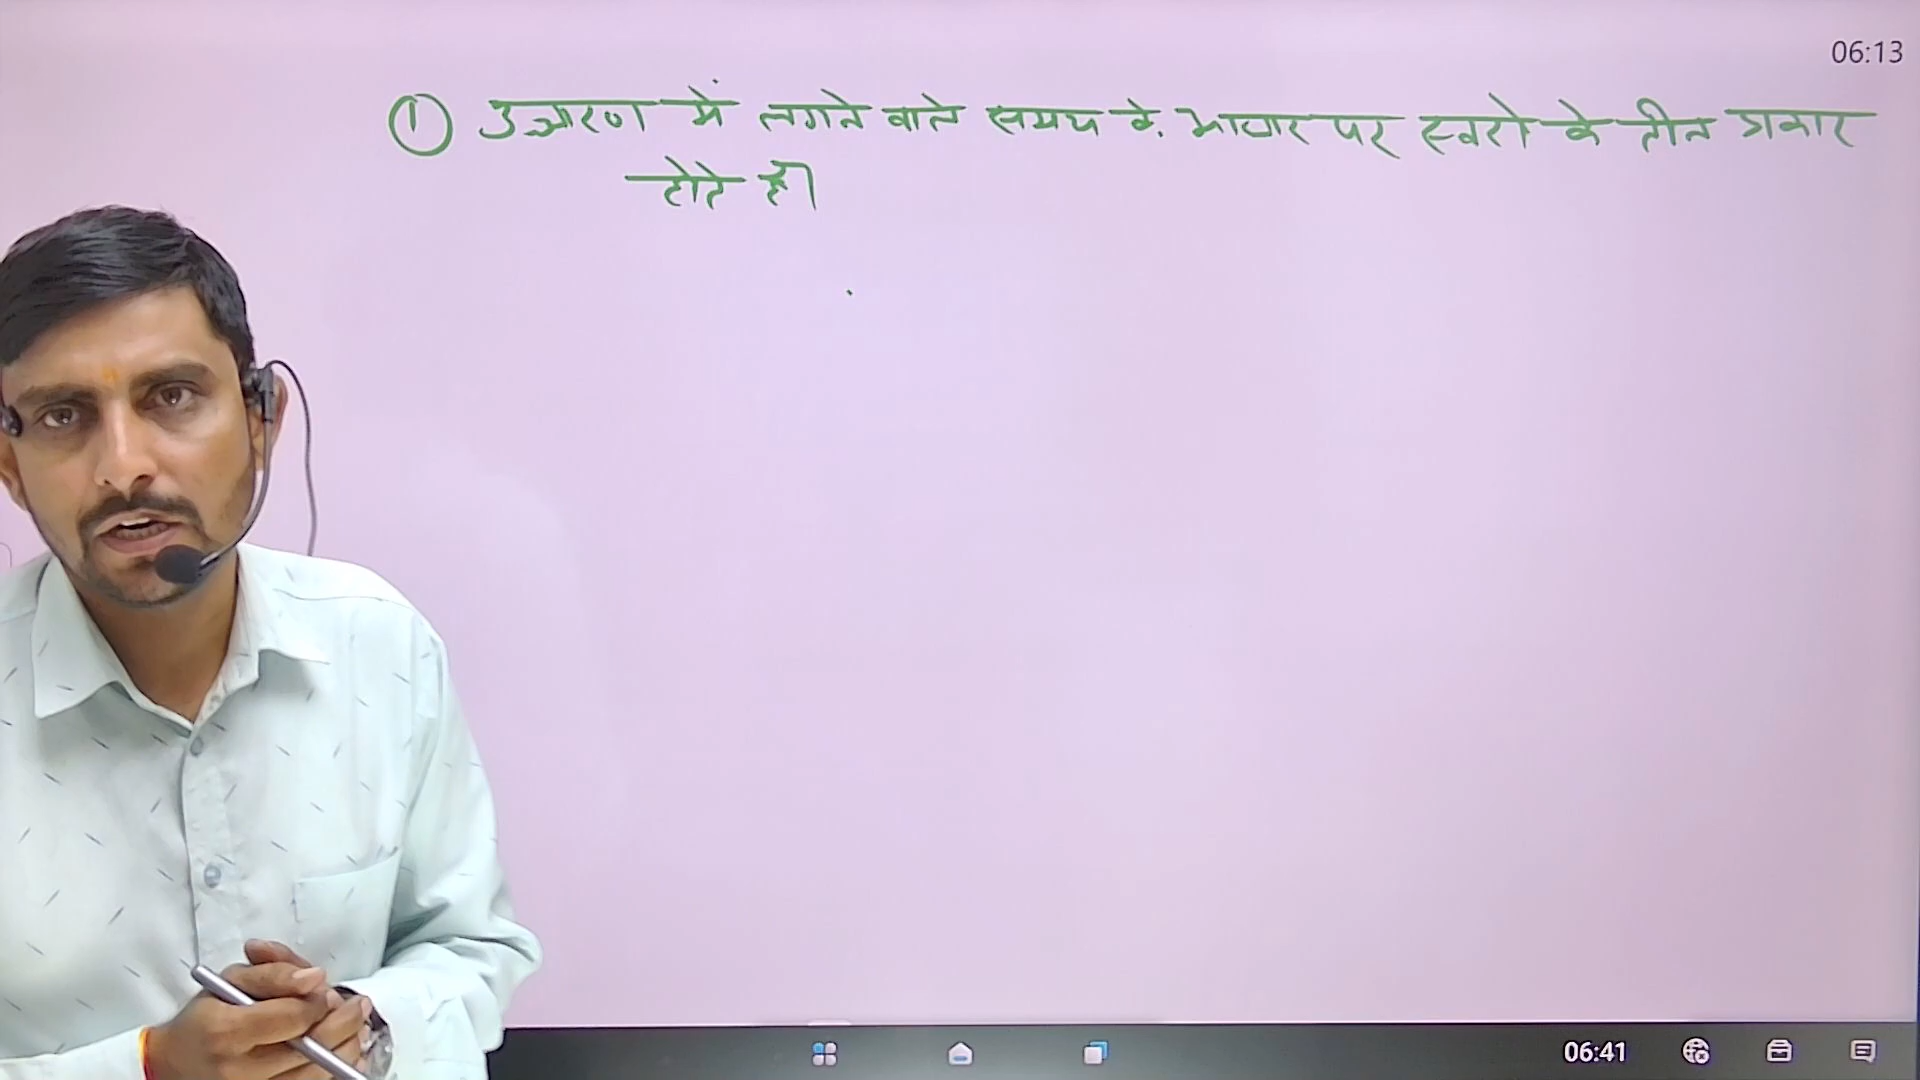 06:13
① उच्चारण में लगने वाले समय के आधार पर स्वरो के तीन प्रकार
होते हैं।
06:41